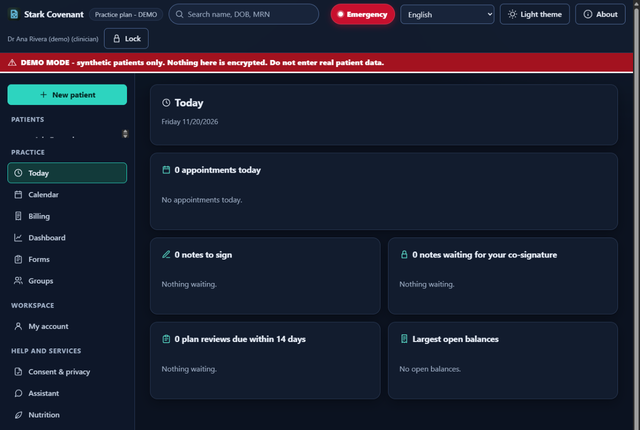 Stark Covenant
Practice plan - DEMO
Search name, DOB, MRN
Emergency
English
Light theme
About
Dr Ana Rivera (demo) (clinician)
Lock
DEMO MODE - synthetic patients only. Nothing here is encrypted. Do not enter real patient data.
+ New patient
PATIENTS
PRACTICE
Today
Calendar
Billing
Dashboard
Forms
Groups
WORKSPACE
My account
HELP AND SERVICES
Consent & privacy
Assistant
Nutrition
Today
Friday 11/20/2026
0 appointments today
No appointments today.
0 notes to sign
Nothing waiting.
0 notes waiting for your co-signature
Nothing waiting.
0 plan reviews due within 14 days
Nothing waiting.
Largest open balances
No open balances.